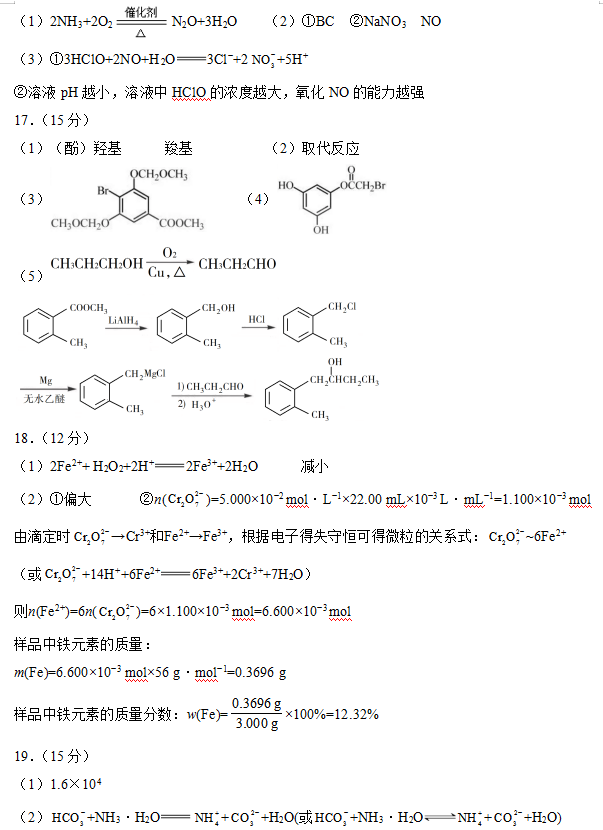 （1）2NH₃+2O₂ 催化剂 △ N₂O+3H₂O （2）①BC ②NaNO₃ NO
（3）①3HClO+2NO+H₂O═══3Cl⁻+2NO₃⁻+5H⁺
②溶液 pH 越小，溶液中 HClO 的浓度越大，氧化 NO 的能力越强
17.（15 分）
（1）（酚）羟基 羧基 （2）取代反应
（3） OCH₂OCH₃ Br CH₃OCH₂O COOCH₃ （4） HO O OCCH₂Br OH
（5） CH₃CH₂CH₂OH O₂ Cu，△ CH₃CH₂CHO
COOCH₃ CH₃ LiAlH₄ CH₂OH CH₃ HCl CH₂Cl CH₃
Mg 无水乙醚 CH₂MgCl CH₃ 1) CH₃CH₂CHO 2) H₃O⁺ OH CH₂CHCH₂CH₃ CH₃
18.（12 分）
（1）2Fe²⁺+ H₂O₂+2H⁺═══2Fe³⁺+2H₂O 减小
（2）①偏大 ②n(Cr₂O₇²⁻)=5.000×10⁻² mol·L⁻¹×22.00 mL×10⁻³ L·mL⁻¹=1.100×10⁻³ mol
由滴定时 Cr₂O₇²⁻→Cr³⁺和Fe²⁺→Fe³⁺，根据电子得失守恒可得微粒的关系式：Cr₂O₇²⁻~6Fe²⁺
（或 Cr₂O₇²⁻+14H⁺+6Fe²⁺═══6Fe³⁺+2Cr³⁺+7H₂O）
则n(Fe²⁺)=6n(Cr₂O₇²⁻)=6×1.100×10⁻³ mol=6.600×10⁻³ mol
样品中铁元素的质量：
m(Fe)=6.600×10⁻³ mol×56 g·mol⁻¹=0.3696 g
样品中铁元素的质量分数：w(Fe)= 0.3696 g / 3.000 g ×100%=12.32%
19.（15 分）
（1）1.6×10⁴
（2）HCO₃⁻+NH₃·H₂O═══NH₄⁺+CO₃²⁻+H₂O(或HCO₃⁻+NH₃·H₂O⇌NH₄⁺+CO₃²⁻+H₂O)